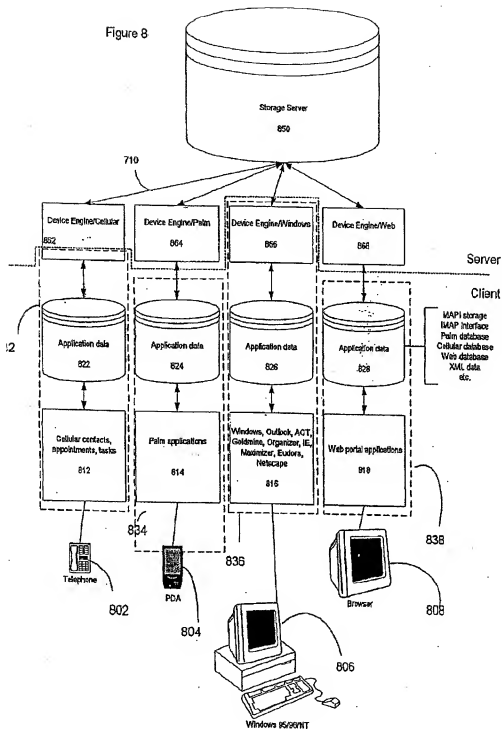 Figure 8
Storage Server
850
710
Device Engine/Cellular
862
Device Engine/Palm
864
Device Engine/Windows
866
Device Engine/Web
868
Server
Client
Application data
822
Application data
824
Application data
826
Application data
828
MAPI storage
IMAP interface
Palm database
Cellular database
Web database
XML data
etc.
Cellular contacts,
appointments, tasks
812
Palm applications
814
Windows, Outlook, ACT,
Goldmine, Organizer, IE,
Maximizer, Eudora,
Netscape
816
Web portal applications
818
834
836
838
Telephone
802
PDA
804
Browser
808
806
Windows 95/98/NT